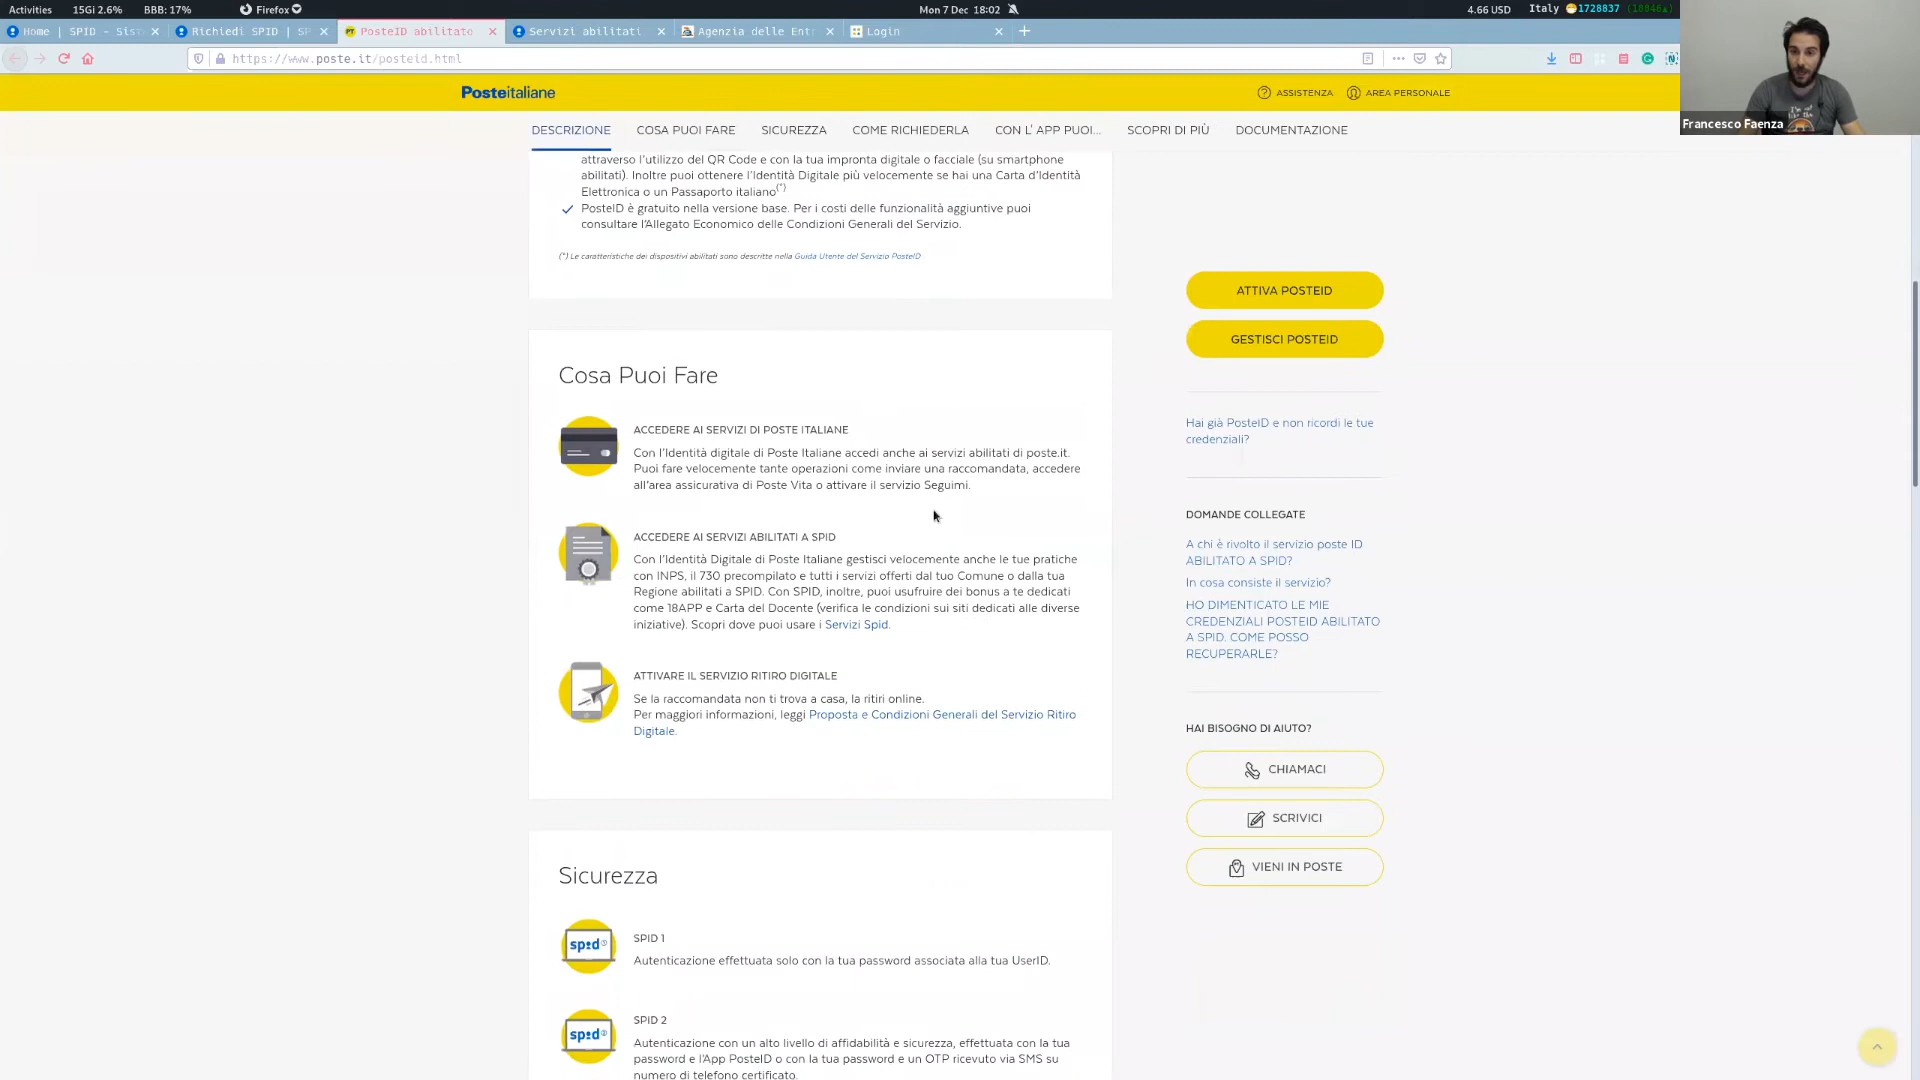 Activities 15Gi 2.6% BBB: 17% Firefox Mon 7 Dec 18:02 4.66 USD Italy 1728837 (18846▲)
Home | SPID - Sist Richiedi SPID | SP PosteID abilitato Servizi abilitati Agenzia delle Ent Login
https://www.poste.it/posteid.html
Francesco Faenza
Posteitaliane ASSISTENZA AREA PERSONALE
DESCRIZIONE COSA PUOI FARE SICUREZZA COME RICHIEDERLA CON L' APP PUOI... SCOPRI DI PIÙ DOCUMENTAZIONE
attraverso l'utilizzo del QR Code e con la tua impronta digitale o facciale (su smartphone
abilitati). Inoltre puoi ottenere l'Identità Digitale più velocemente se hai una Carta d'Identità
Elettronica o un Passaporto italiano(*)
PosteID è gratuito nella versione base. Per i costi delle funzionalità aggiuntive puoi
consultare l'Allegato Economico delle Condizioni Generali del Servizio.
(*) Le caratteristiche dei dispositivi abilitati sono descritte nella Guida Utente del Servizio PosteID
Cosa Puoi Fare
ACCEDERE AI SERVIZI DI POSTE ITALIANE
Con l'Identità digitale di Poste Italiane accedi anche ai servizi abilitati di poste.it.
Puoi fare velocemente tante operazioni come inviare una raccomandata, accedere
all'area assicurativa di Poste Vita o attivare il servizio Seguimi.
ACCEDERE AI SERVIZI ABILITATI A SPID
Con l'Identità Digitale di Poste Italiane gestisci velocemente anche le tue pratiche
con INPS, il 730 precompilato e tutti i servizi offerti dal tuo Comune o dalla tua
Regione abilitati a SPID. Con SPID, inoltre, puoi usufruire dei bonus a te dedicati
come 18APP e Carta del Docente (verifica le condizioni sui siti dedicati alle diverse
iniziative). Scopri dove puoi usare i Servizi Spid.
ATTIVARE IL SERVIZIO RITIRO DIGITALE
Se la raccomandata non ti trova a casa, la ritiri online.
Per maggiori informazioni, leggi Proposta e Condizioni Generali del Servizio Ritiro
Digitale.
Sicurezza
spid
SPID 1
Autenticazione effettuata solo con la tua password associata alla tua UserID.
spid
SPID 2
Autenticazione con un alto livello di affidabilità e sicurezza, effettuata con la tua
password e l'App PosteID o con la tua password e un OTP ricevuto via SMS su
numero di telefono certificato.
ATTIVA POSTEID
GESTISCI POSTEID
Hai già PosteID e non ricordi le tue
credenziali?
DOMANDE COLLEGATE
A chi è rivolto il servizio poste ID
ABILITATO A SPID?
In cosa consiste il servizio?
HO DIMENTICATO LE MIE
CREDENZIALI POSTEID ABILITATO
A SPID. COME POSSO
RECUPERARLE?
HAI BISOGNO DI AIUTO?
CHIAMACI
SCRIVICI
VIENI IN POSTE